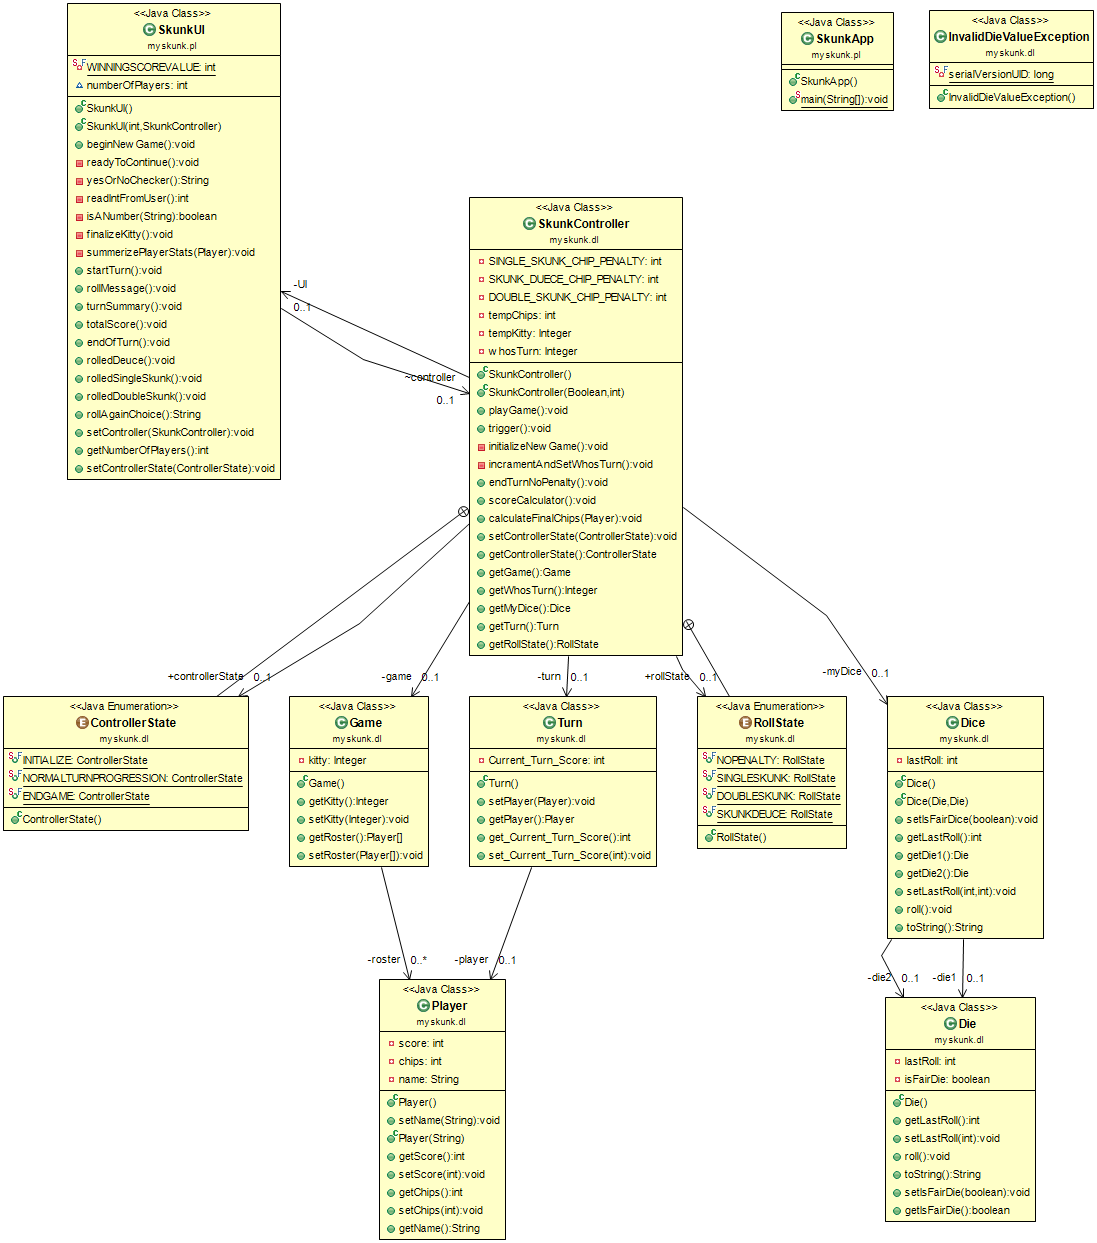 <<Java Class>>
SkunkUI
myskunk.pl
WINNINGSCOREVALUE: int
numberOfPlayers: int
SkunkUI()
SkunkUI(int,SkunkController)
beginNewGame():void
readyToContinue():void
yesOrNoChecker():String
readIntFromUser():int
isANumber(String):boolean
finalizeKitty():void
summerizePlayerStats(Player):void
startTurn():void
rollMessage():void
turnSummary():void
totalScore():void
endOfTurn():void
rolledDeuce():void
rolledSingleSkunk():void
rolledDoubleSkunk():void
rollAgainChoice():String
setController(SkunkController):void
getNumberOfPlayers():int
setControllerState(ControllerState):void
<<Java Class>>
SkunkApp
myskunk.pl
SkunkApp()
main(String[]):void
<<Java Class>>
InvalidDieValueException
myskunk.dl
serialVersionUID: long
InvalidDieValueException()
<<Java Class>>
SkunkController
myskunk.dl
SINGLE_SKUNK_CHIP_PENALTY: int
SKUNK_DUECE_CHIP_PENALTY: int
DOUBLE_SKUNK_CHIP_PENALTY: int
tempChips: int
tempKitty: Integer
whosTurn: Integer
SkunkController()
SkunkController(Boolean,int)
playGame():void
trigger():void
initializeNewGame():void
incramentAndSetWhosTurn():void
endTurnNoPenalty():void
scoreCalculator():void
calculateFinalChips(Player):void
setControllerState(ControllerState):void
getControllerState():ControllerState
getGame():Game
getWhosTurn():Integer
getMyDice():Dice
getTurn():Turn
getRollState():RollState
-UI
0..1
~controller
0..1
+controllerState 0..1
-game 0..1
-turn 0..1
+rollState 0..1
-myDice 0..1
<<Java Enumeration>>
ControllerState
myskunk.dl
INITIALIZE: ControllerState
NORMALTURNPROGRESSION: ControllerState
ENDGAME: ControllerState
ControllerState()
<<Java Class>>
Game
myskunk.dl
kitty: Integer
Game()
getKitty():Integer
setKitty(Integer):void
getRoster():Player[]
setRoster(Player[]):void
<<Java Class>>
Turn
myskunk.dl
Current_Turn_Score: int
Turn()
setPlayer(Player):void
getPlayer():Player
get_Current_Turn_Score():int
set_Current_Turn_Score(int):void
<<Java Enumeration>>
RollState
myskunk.dl
NOPENALTY: RollState
SINGLESKUNK: RollState
DOUBLESKUNK: RollState
SKUNKDEUCE: RollState
RollState()
<<Java Class>>
Dice
myskunk.dl
lastRoll: int
Dice()
Dice(Die,Die)
setIsFairDice(boolean):void
getLastRoll():int
getDie1():Die
getDie2():Die
setLastRoll(int,int):void
roll():void
toString():String
-roster 0..*
-player 0..1
-die2 0..1
-die1 0..1
<<Java Class>>
Player
myskunk.dl
score: int
chips: int
name: String
Player()
setName(String):void
Player(String)
getScore():int
setScore(int):void
getChips():int
setChips(int):void
getName():String
<<Java Class>>
Die
myskunk.dl
lastRoll: int
isFairDie: boolean
Die()
getLastRoll():int
setLastRoll(int):void
roll():void
toString():String
setIsFairDie(boolean):void
getIsFairDie():boolean